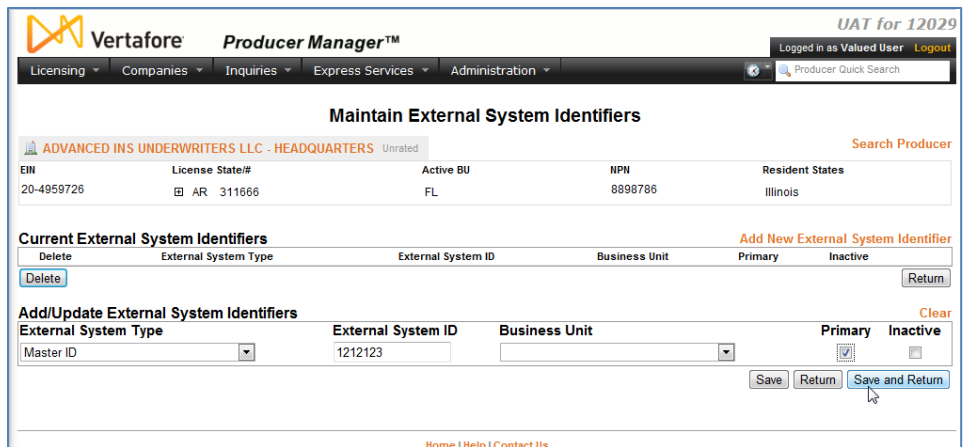 UAT for 12029
Vertafore Producer Manager™
Logged in as Valued User Logout
Licensing Companies Inquiries Express Services Administration Producer Quick Search
Maintain External System Identifiers
ADVANCED INS UNDERWRITERS LLC - HEADQUARTERS Unrated Search Producer
EIN License State/# Active BU NPN Resident States
20-4959726 AR 311666 FL 8898786 Illinois
Current External System Identifiers Add New External System Identifier
Delete External System Type External System ID Business Unit Primary Inactive
Delete Return
Add/Update External System Identifiers Clear
External System Type External System ID Business Unit Primary Inactive
Master ID 1212123
Save Return Save and Return
Home | Help | Contact Us